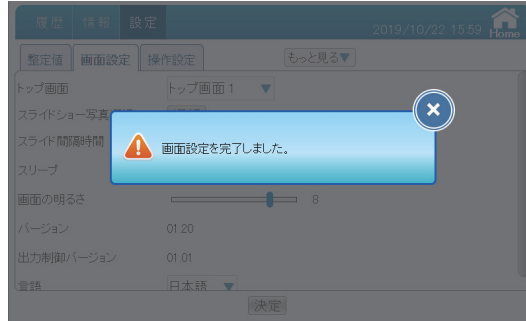 履歴 情報 設定
2019/10/22 15:59 Home
整定値 画面設定 操作設定 もっと見る▼
トップ画面 トップ画面 1 ▼
スライドショー写真
スライド間隔時間
画面設定を完了しました。
スリープ
画面の明るさ 8
バージョン 01.20
出力制御バージョン 01.01
言語 日本語 ▼
決定